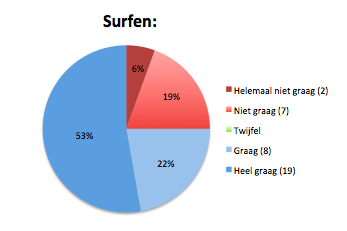 Surfen:
6%
19%
53%
22%
Helemaal niet graag (2)
Niet graag (7)
Twijfel
Graag (8)
Heel graag (19)